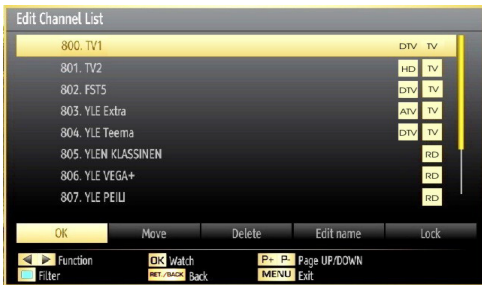 Edit Channel List
800. TV1 DTV TV
801. TV2 HD TV
802. FST5 DTV TV
803. YLE Extra ATV TV
804. YLE Teema DTV TV
805. YLEN KLASSINEN RD
806. YLE VEGA+ RD
807. YLE PEILI RD
OK Move Delete Edit name Lock
Function OK Watch P+ P- Page UP/DOWN
Filter RET./BACK Back MENU Exit